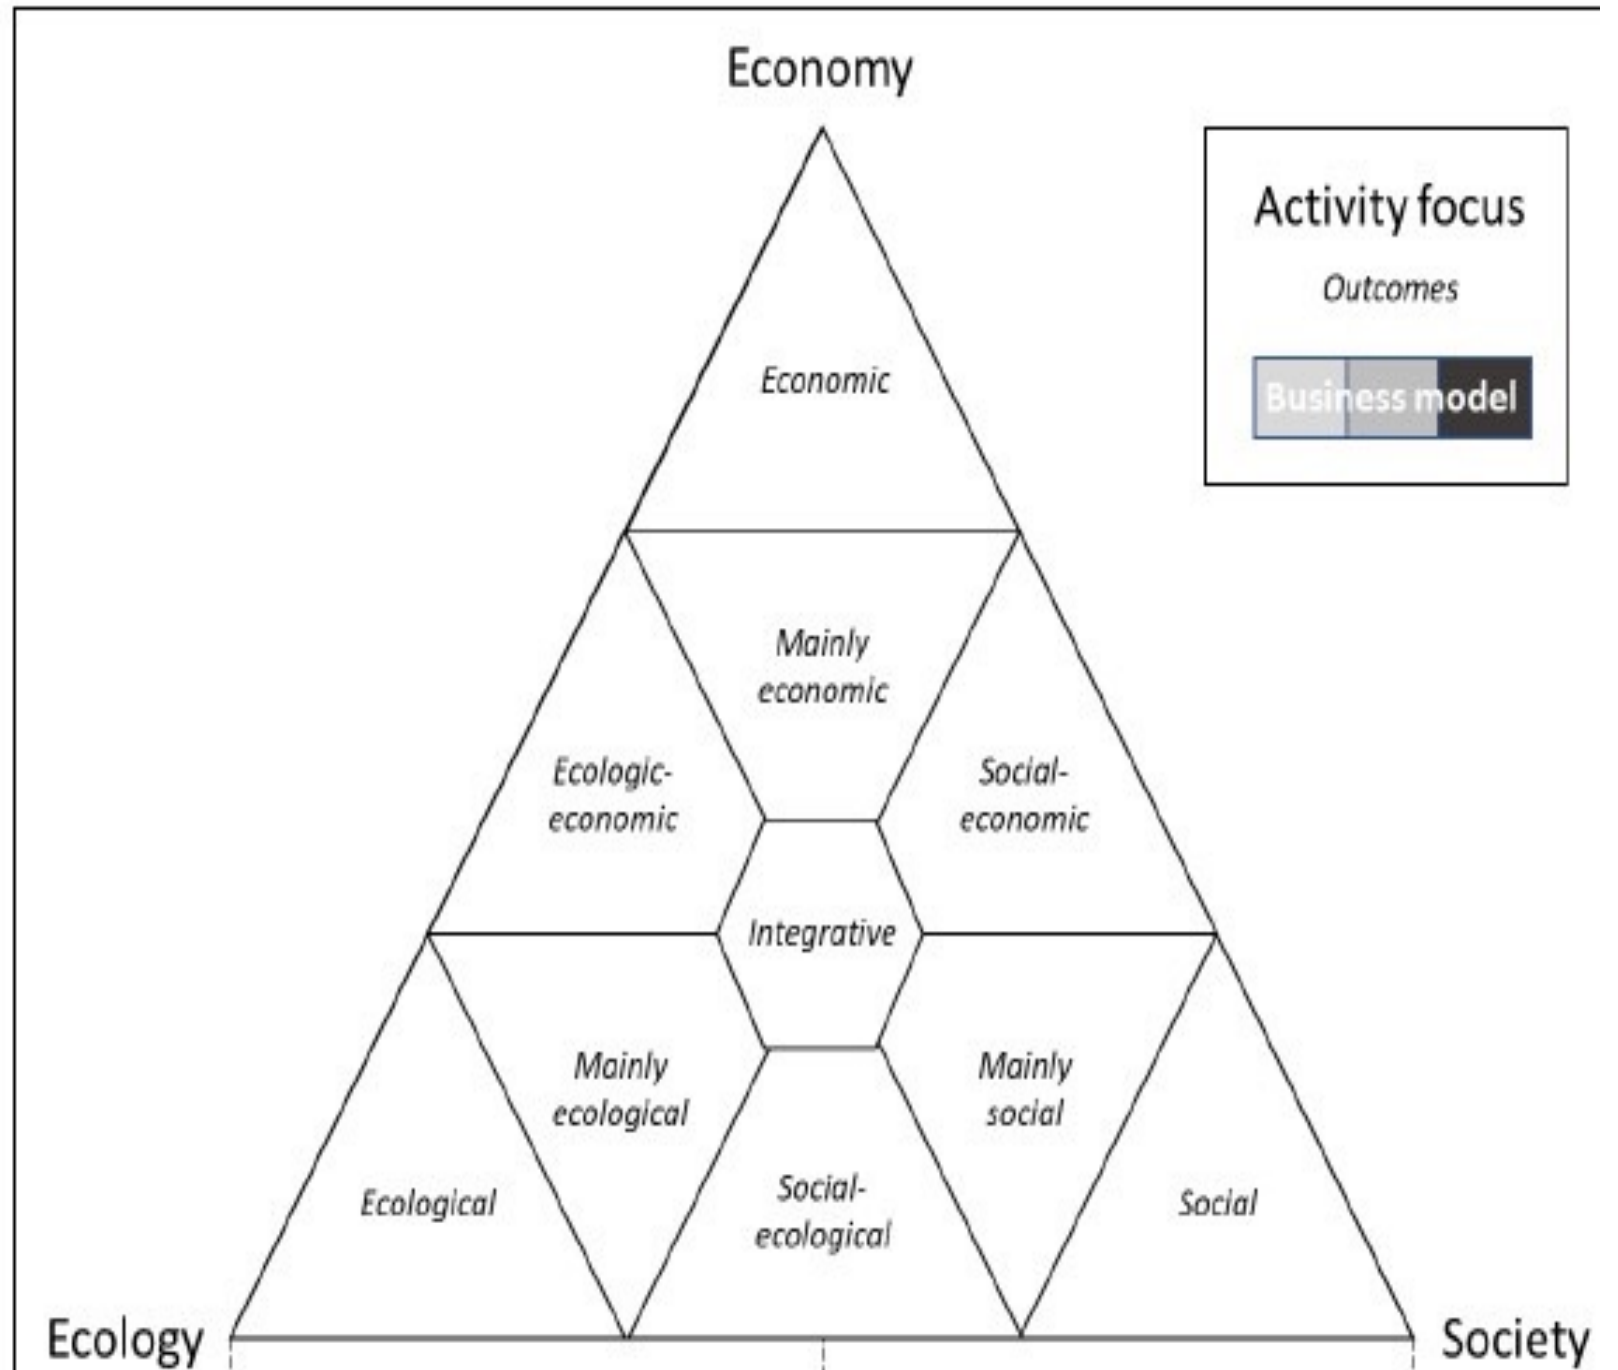 Economy
Activity focus
Outcomes
Business model
Economic
Mainly
economic
Ecologic-
economic
Social-
economic
Integrative
Mainly
ecological
Mainly
social
Ecological
Social-
ecological
Social
Ecology
Society